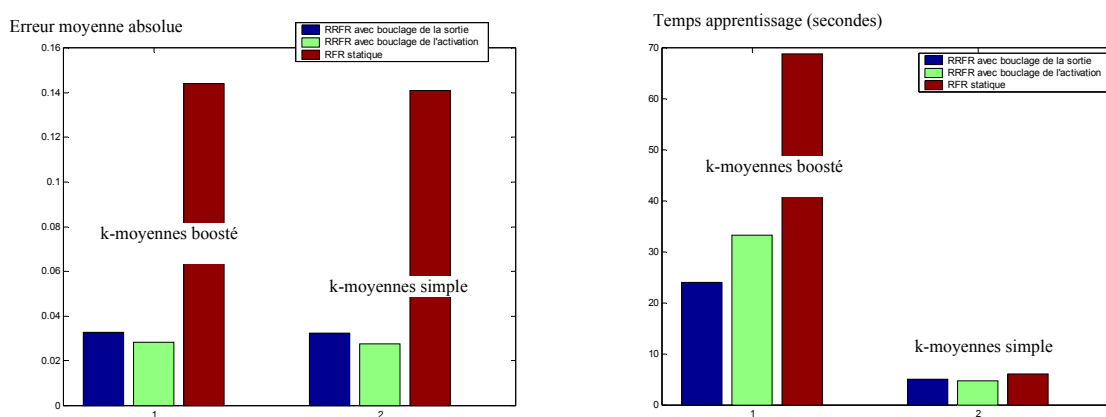 Erreur moyenne absolue
0.16
0.14
0.12
0.1
0.08
0.06
0.04
0.02
0
RRFR avec bouclage de la sortie
RRFR avec bouclage de l'activation
RFR statique
k-moyennes boosté
k-moyennes simple
1
2
Temps apprentissage (secondes)
70
60
50
40
30
20
10
0
RRFR avec bouclage de la sortie
RRFR avec bouclage de l'activation
RFR statique
k-moyennes boosté
k-moyennes simple
1
2